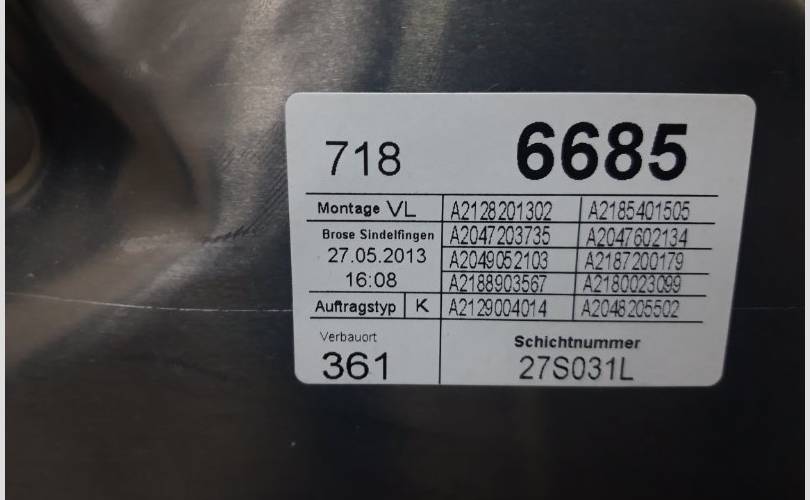 718 6685
Montage VL A2128201302 A2185401505
Brose Sindelfingen A2047203735 A2047602134
27.05.2013 A2049052103 A2187200179
16:08 A2188903567 A2180023099
Auftragstyp K A2129004014 A2048205502
Verbauort Schichtnummer
361 27S031L